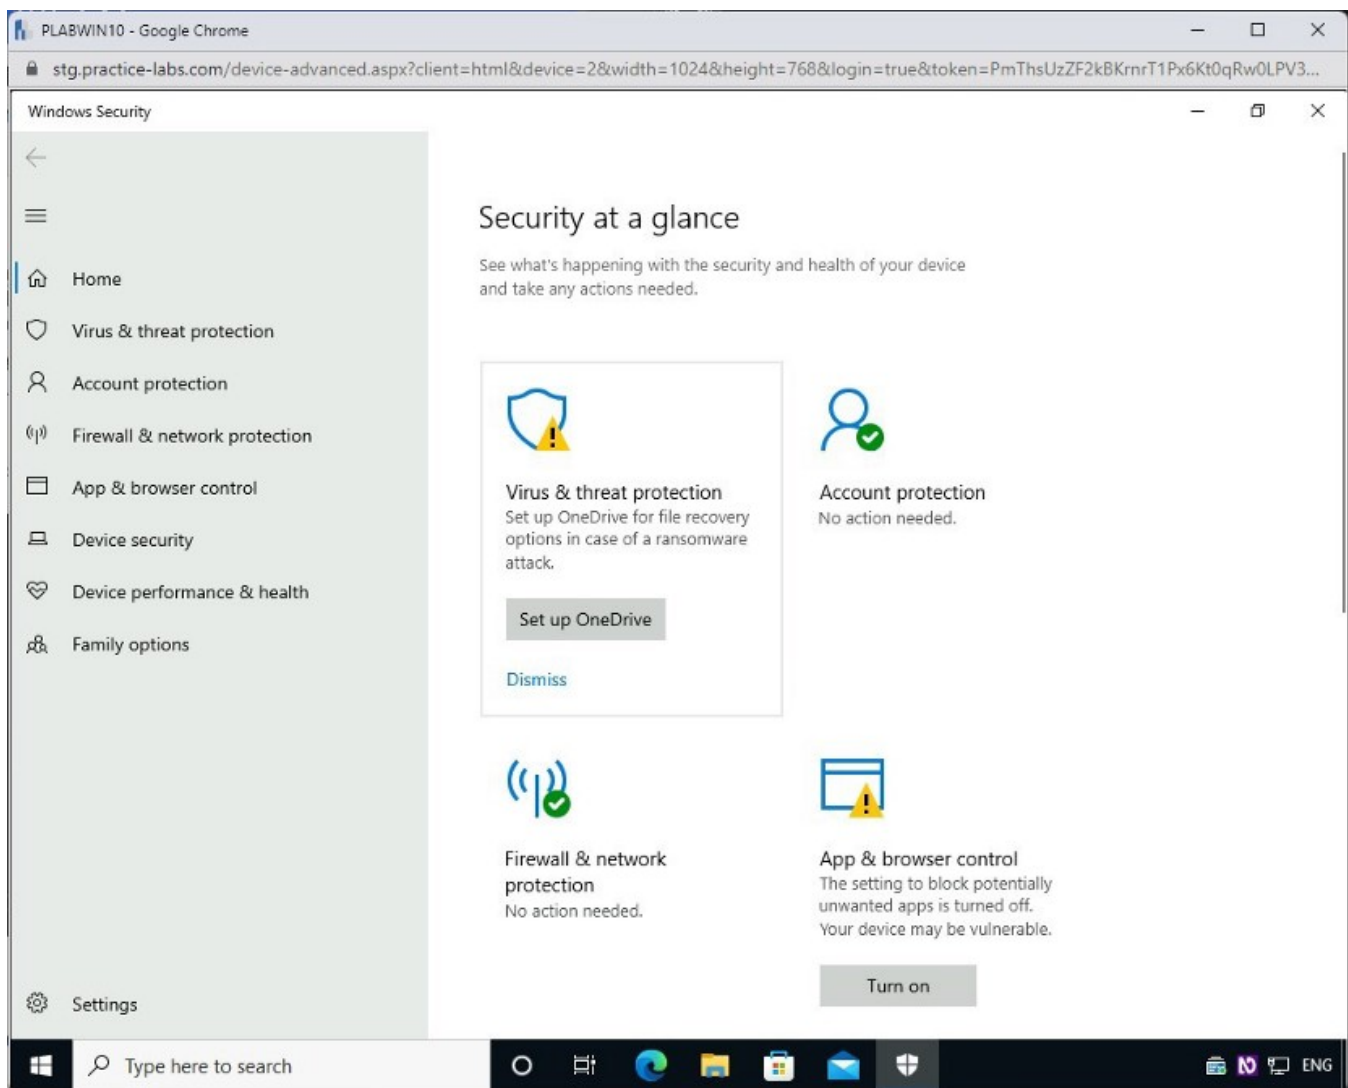 PLABWIN10 - Google Chrome
stg.practice-labs.com/device-advanced.aspx?client=html&device=2&width=1024&height=768&login=true&token=PmThsUzZF2kBKrnrT1Px6Kt0qRw0LPV3...
Windows Security
Home
Virus & threat protection
Account protection
Firewall & network protection
App & browser control
Device security
Device performance & health
Family options
Settings
Security at a glance
See what's happening with the security and health of your device
and take any actions needed.
Virus & threat protection
Set up OneDrive for file recovery
options in case of a ransomware
attack.
Set up OneDrive
Dismiss
Account protection
No action needed.
Firewall & network
protection
No action needed.
App & browser control
The setting to block potentially
unwanted apps is turned off.
Your device may be vulnerable.
Turn on
Type here to search
ENG